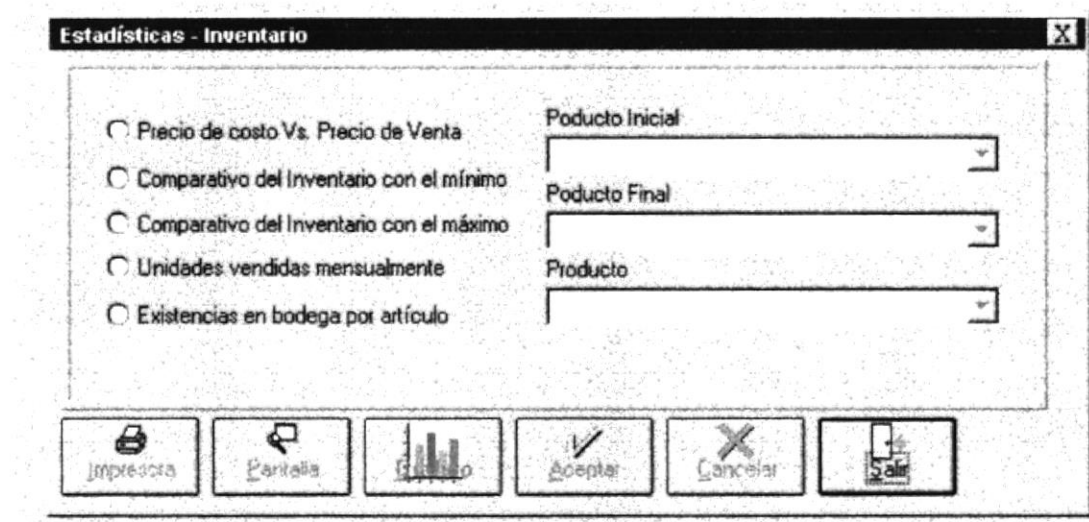 Estadísticas - Inventario
Precio de costo Vs. Precio de Venta
Comparativo del Inventario con el mínimo
Comparativo del Inventario con el máximo
Unidades vendidas mensualmente
Existencias en bodega por artículo
Poducto Inicial
Poducto Final
Producto
Impresora
Pantalla
Aceptar
Cancelar
Salir